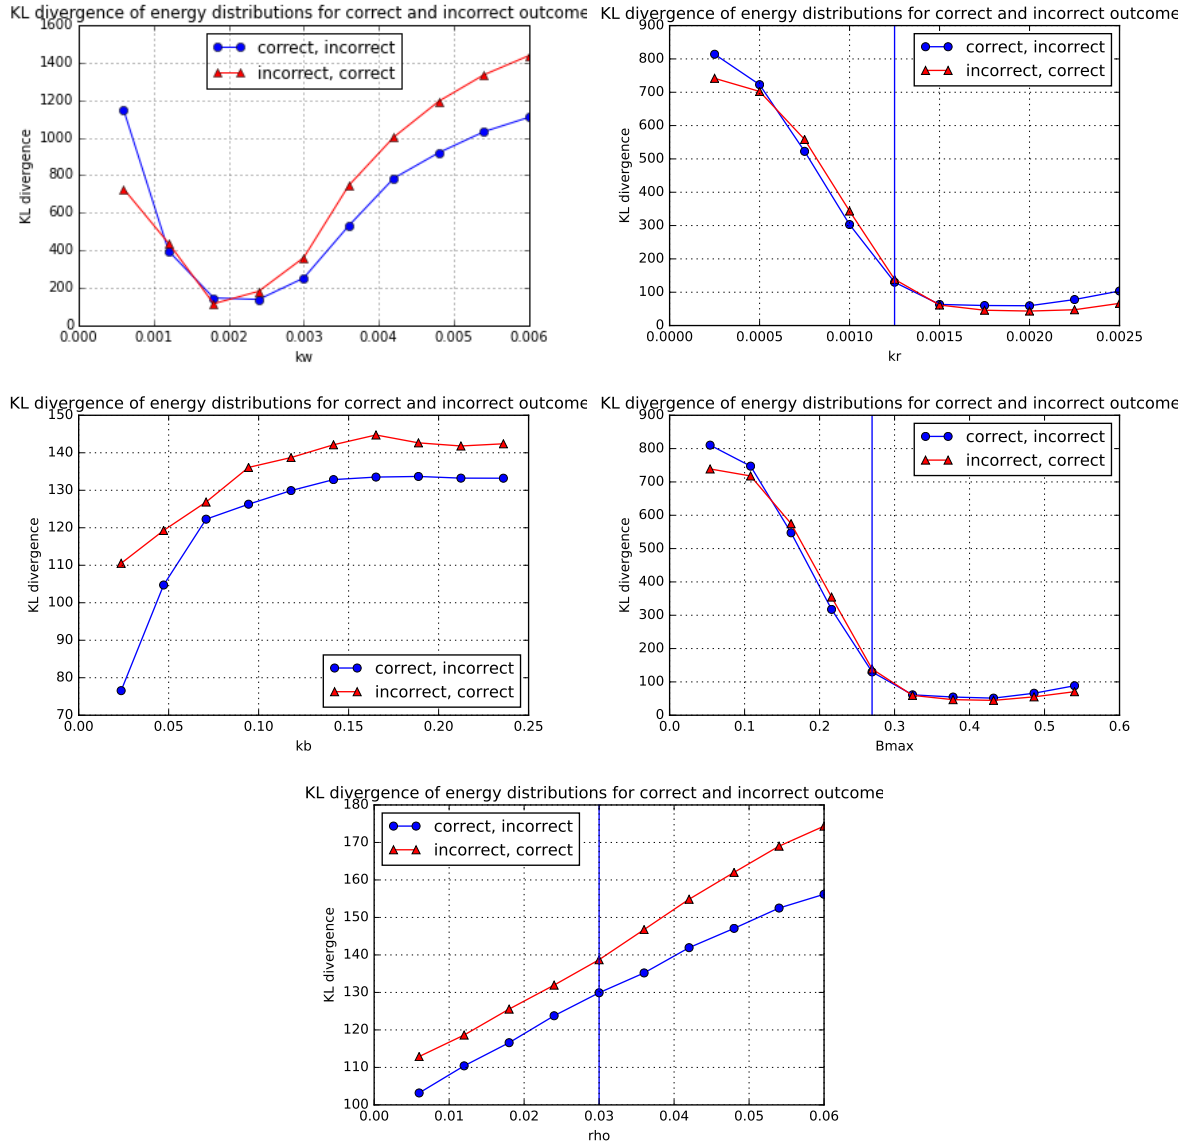 KL divergence of energy distributions for correct and incorrect outcome
1600
1400
1200
1000
800
600
400
200
0
KL divergence
correct, incorrect
incorrect, correct
0.000 0.001 0.002 0.003 0.004 0.005 0.006
kw
KL divergence of energy distributions for correct and incorrect outcome
900
800
700
600
500
400
300
200
100
0
KL divergence
correct, incorrect
incorrect, correct
0.0000 0.0005 0.0010 0.0015 0.0020 0.0025
kr
KL divergence of energy distributions for correct and incorrect outcome
150
140
130
120
110
100
90
80
70
KL divergence
correct, incorrect
incorrect, correct
0.00 0.05 0.10 0.15 0.20 0.25
kb
KL divergence of energy distributions for correct and incorrect outcome
900
800
700
600
500
400
300
200
100
0
KL divergence
correct, incorrect
incorrect, correct
0.0 0.1 0.2 0.3 0.4 0.5 0.6
Bmax
KL divergence of energy distributions for correct and incorrect outcome
180
170
160
150
140
130
120
110
100
KL divergence
correct, incorrect
incorrect, correct
0.00 0.01 0.02 0.03 0.04 0.05 0.06
rho